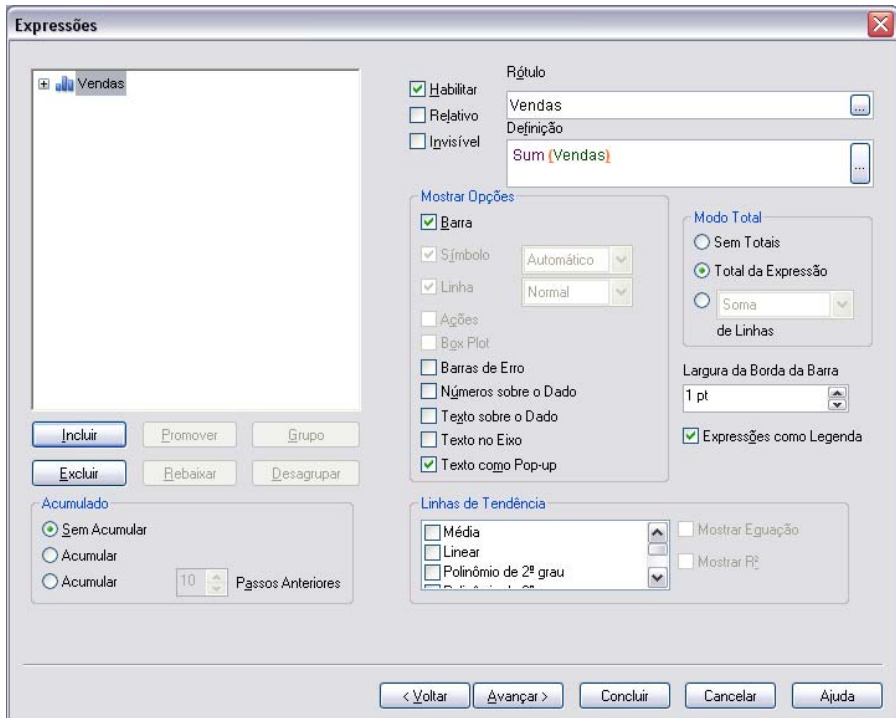 Expressões
Vendas
Habilitar
Relativo
Invisível
Rótulo
Vendas
...
Definição
Sum (Vendas)
...
Mostrar Opções
Barra
Símbolo
Automático
Linha
Normal
Ações
Box Plot
Barras de Erro
Números sobre o Dado
Texto sobre o Dado
Texto no Eixo
Texto como Pop-up
Modo Total
Sem Totais
Total da Expressão
Soma
de Linhas
Largura da Borda da Barra
1 pt
Expressões como Legenda
Incluir
Promover
Grupo
Excluir
Rebaixar
Desagrupar
Acumulado
Sem Acumular
Acumular
Acumular
10
Passos Anteriores
Linhas de Tendência
Média
Linear
Polinômio de 2º grau
Mostrar Equação
Mostrar R²
< Voltar
Avançar >
Concluir
Cancelar
Ajuda